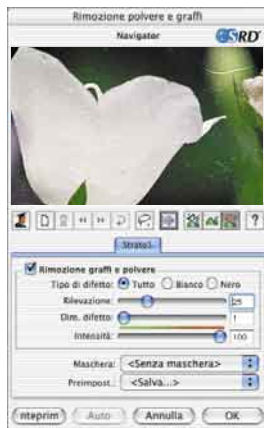 Rimozione polvere e graffi
Navigator SRD
?
Strato1
Rimozione graffi e polvere
Tipo di difetto: Tutto Bianco Nero
Rilevazione: 25
Dim. difetto: 1
Intensità: 100
Maschera: <Senza maschera>
Preimpost.: <Salva...>
nteprim Auto Annulla OK